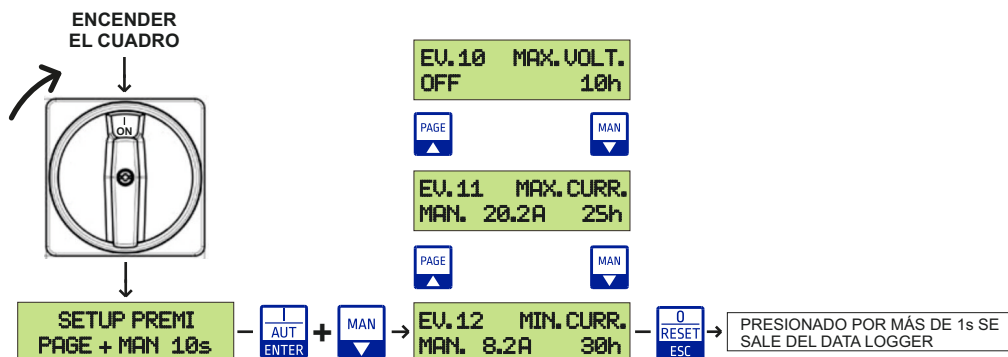 ENCENDER
EL CUADRO
I
ON
EV.10 MAX.VOLT.
OFF 10h
PAGE
MAN
EV.11 MAX.CURR.
MAN. 20.2A 25h
PAGE
MAN
SETUP PREMI
PAGE + MAN 10s
–
I
AUT
ENTER
+
MAN
EV.12 MIN.CURR.
MAN. 8.2A 30h
–
0
RESET
ESC
PRESIONADO POR MÁS DE 1s SE
SALE DEL DATA LOGGER